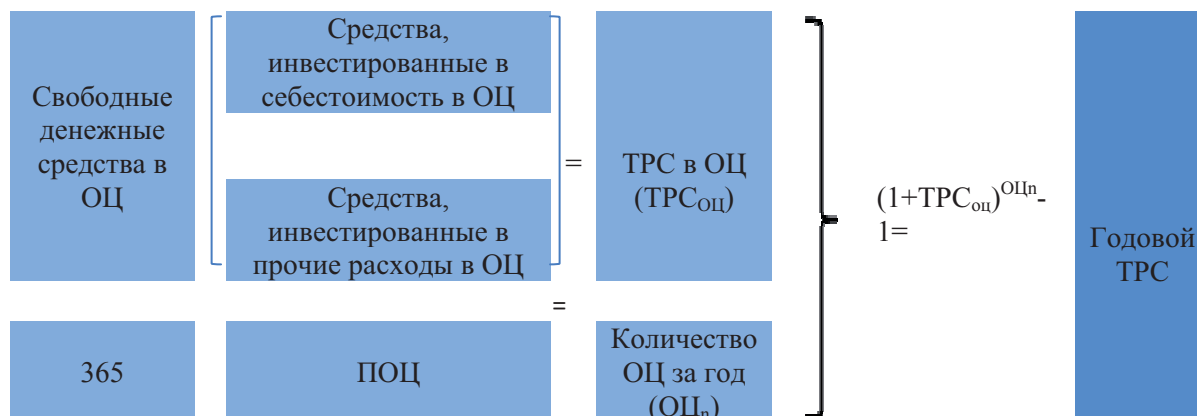 Свободные
денежные
средства в
ОЦ
Средства,
инвестированные в
себестоимость в ОЦ
Средства,
инвестированные в
прочие расходы в ОЦ
=
ТРС в ОЦ
(ТРСОЦ)
365
ПОЦ
=
Количество
ОЦ за год
(ОЦn)
(1+ТРСоц)ОЦn-
1=
Годовой
ТРС